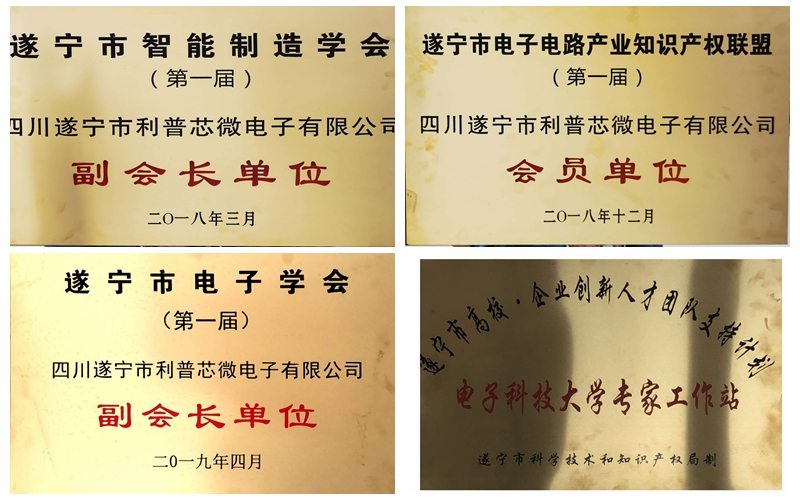 遂宁市智能制造学会
（第一届）
四川遂宁市利普芯微电子有限公司
副会长单位
二〇一八年三月
遂宁市电子电路产业知识产权联盟
（第一届）
四川遂宁市利普芯微电子有限公司
会员单位
二〇一八年十二月
遂宁市电子学会
（第一届）
四川遂宁市利普芯微电子有限公司
副会长单位
二0一九年四月
遂宁市高校·企业创新人才团队支持计划
电子科技大学专家工作站
遂宁市科学技术和知识产权局制